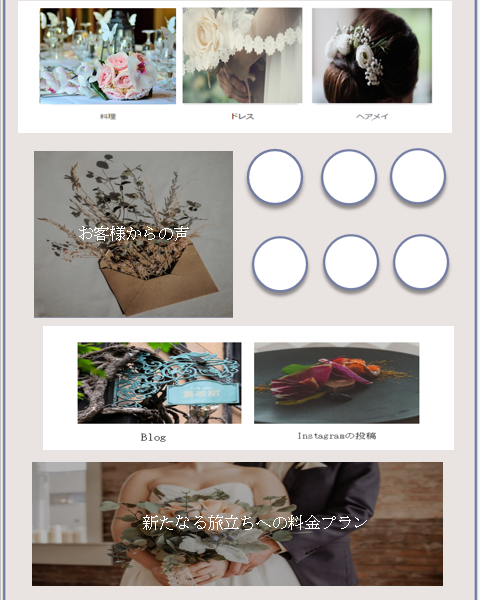 料理
ドレス
ヘアメイ
お客様からの声
Blog
Instagramの投稿
新たなる旅立ちへの料金プラン